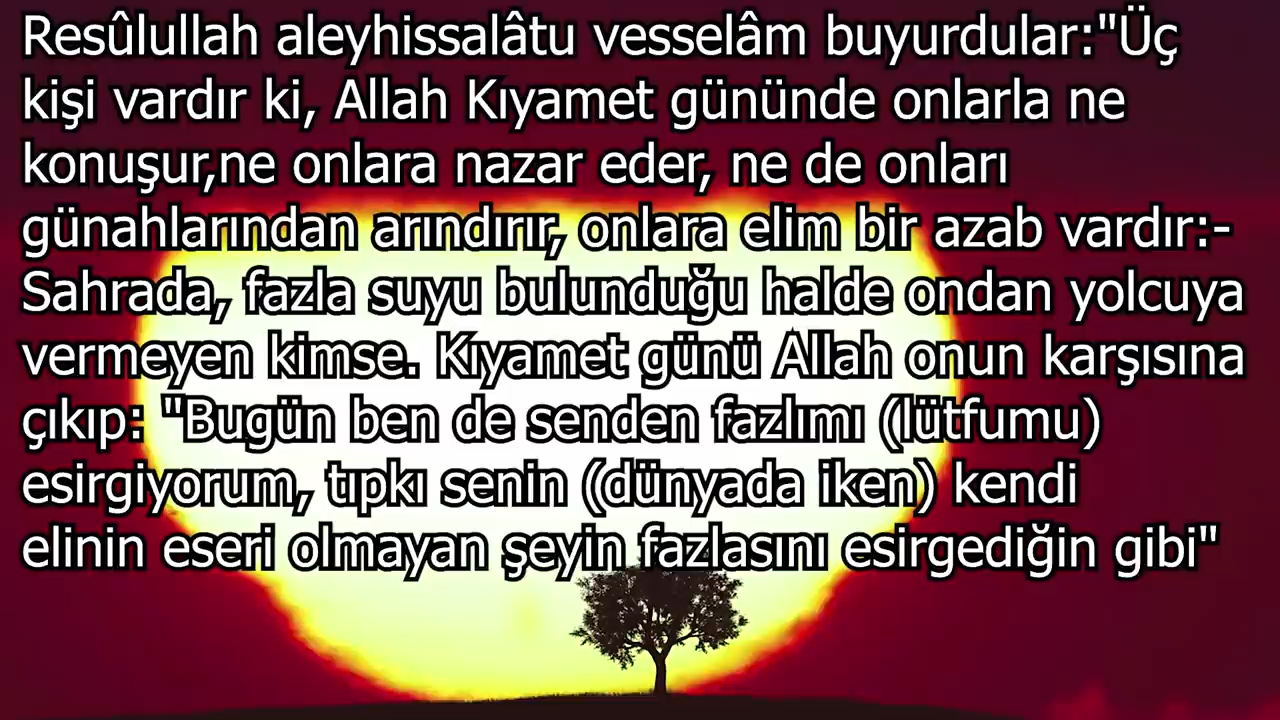 Resûlullah aleyhissalâtu vesselâm buyurdular:"Üç
kişi vardır ki, Allah Kıyamet gününde onlarla ne
konuşur,ne onlara nazar eder, ne de onları
günahlarından arındırır, onlara elim bir azab vardır:-
Sahrada, fazla suyu bulunduğu halde ondan yolcuya
vermeyen kimse. Kıyamet günü Allah onun karşısına
çıkıp: "Bugün ben de senden fazlımı (lütfumu)
esirgiyorum, tıpkı senin (dünyada iken) kendi
elinin eseri olmayan şeyin fazlasını esirgediğin gibi"